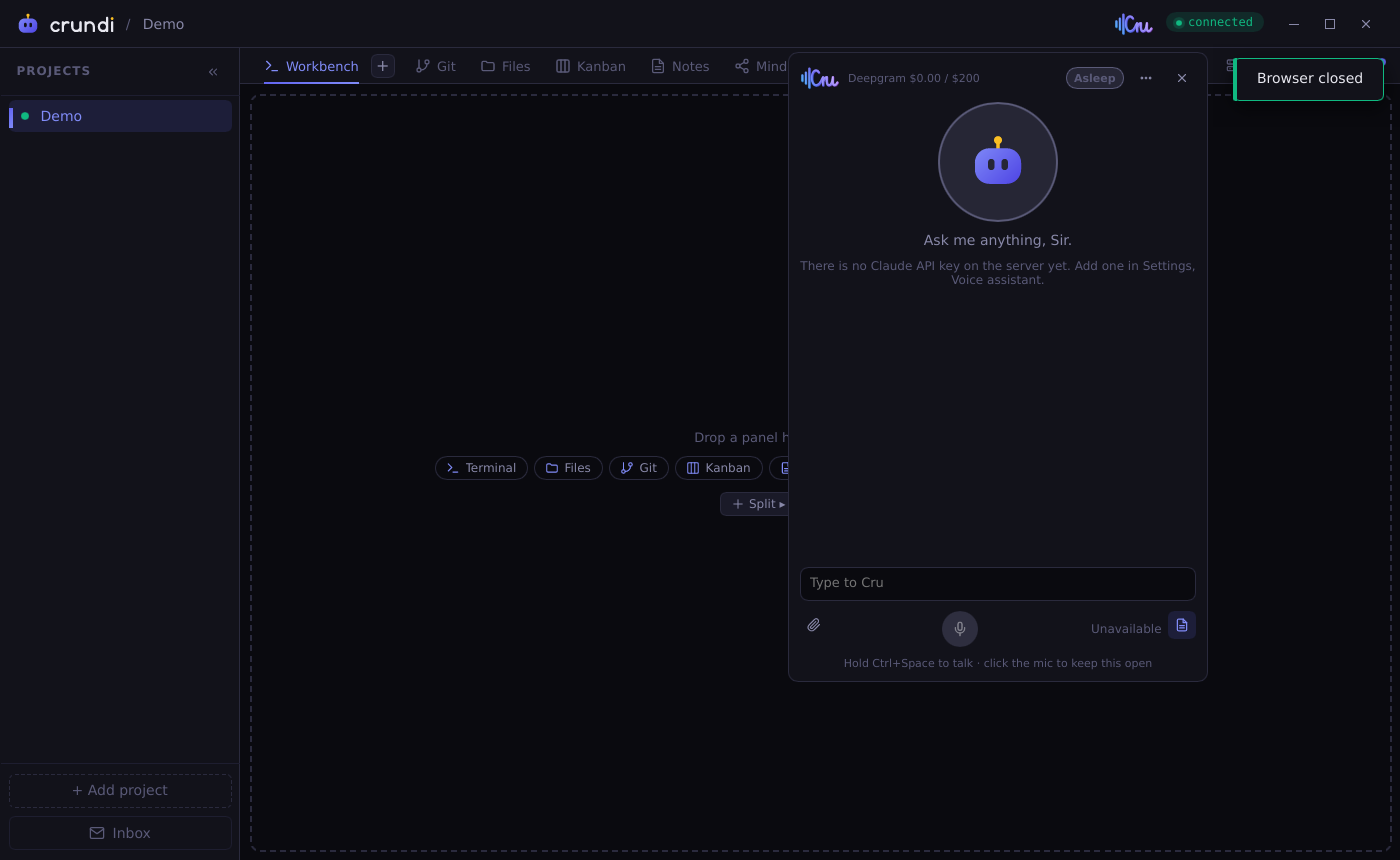 crundi / Demo
Cru
connected
PROJECTS
«
Demo
+ Add project
Inbox
Workbench
+
Git
Files
Kanban
Notes
Mind
Drop a panel h
Terminal
Files
Git
Kanban
+ Split ▸
Cru
Deepgram $0.00 / $200
Asleep
Ask me anything, Sir.
There is no Claude API key on the server yet. Add one in Settings,
Voice assistant.
Type to Cru
Unavailable
Hold Ctrl+Space to talk · click the mic to keep this open
Browser closed